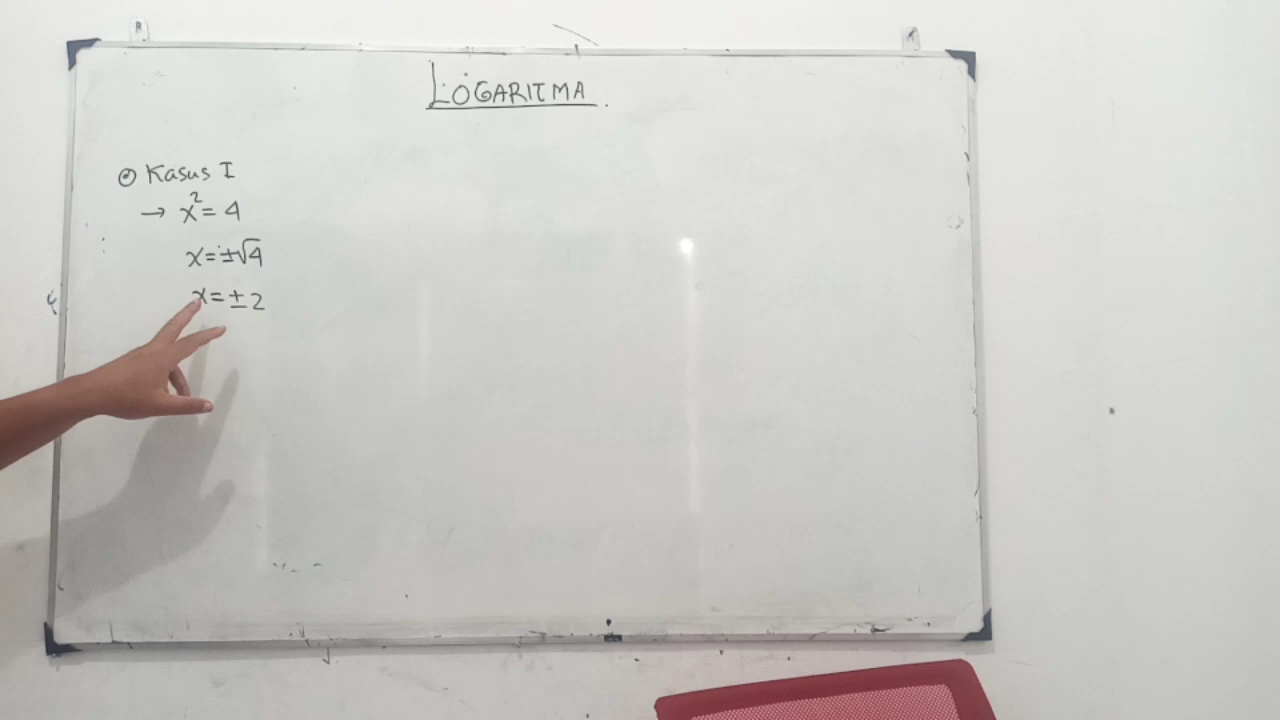 LOGARITMA.
Kasus I
→ x² = 4
x = ±√4
x = ±2